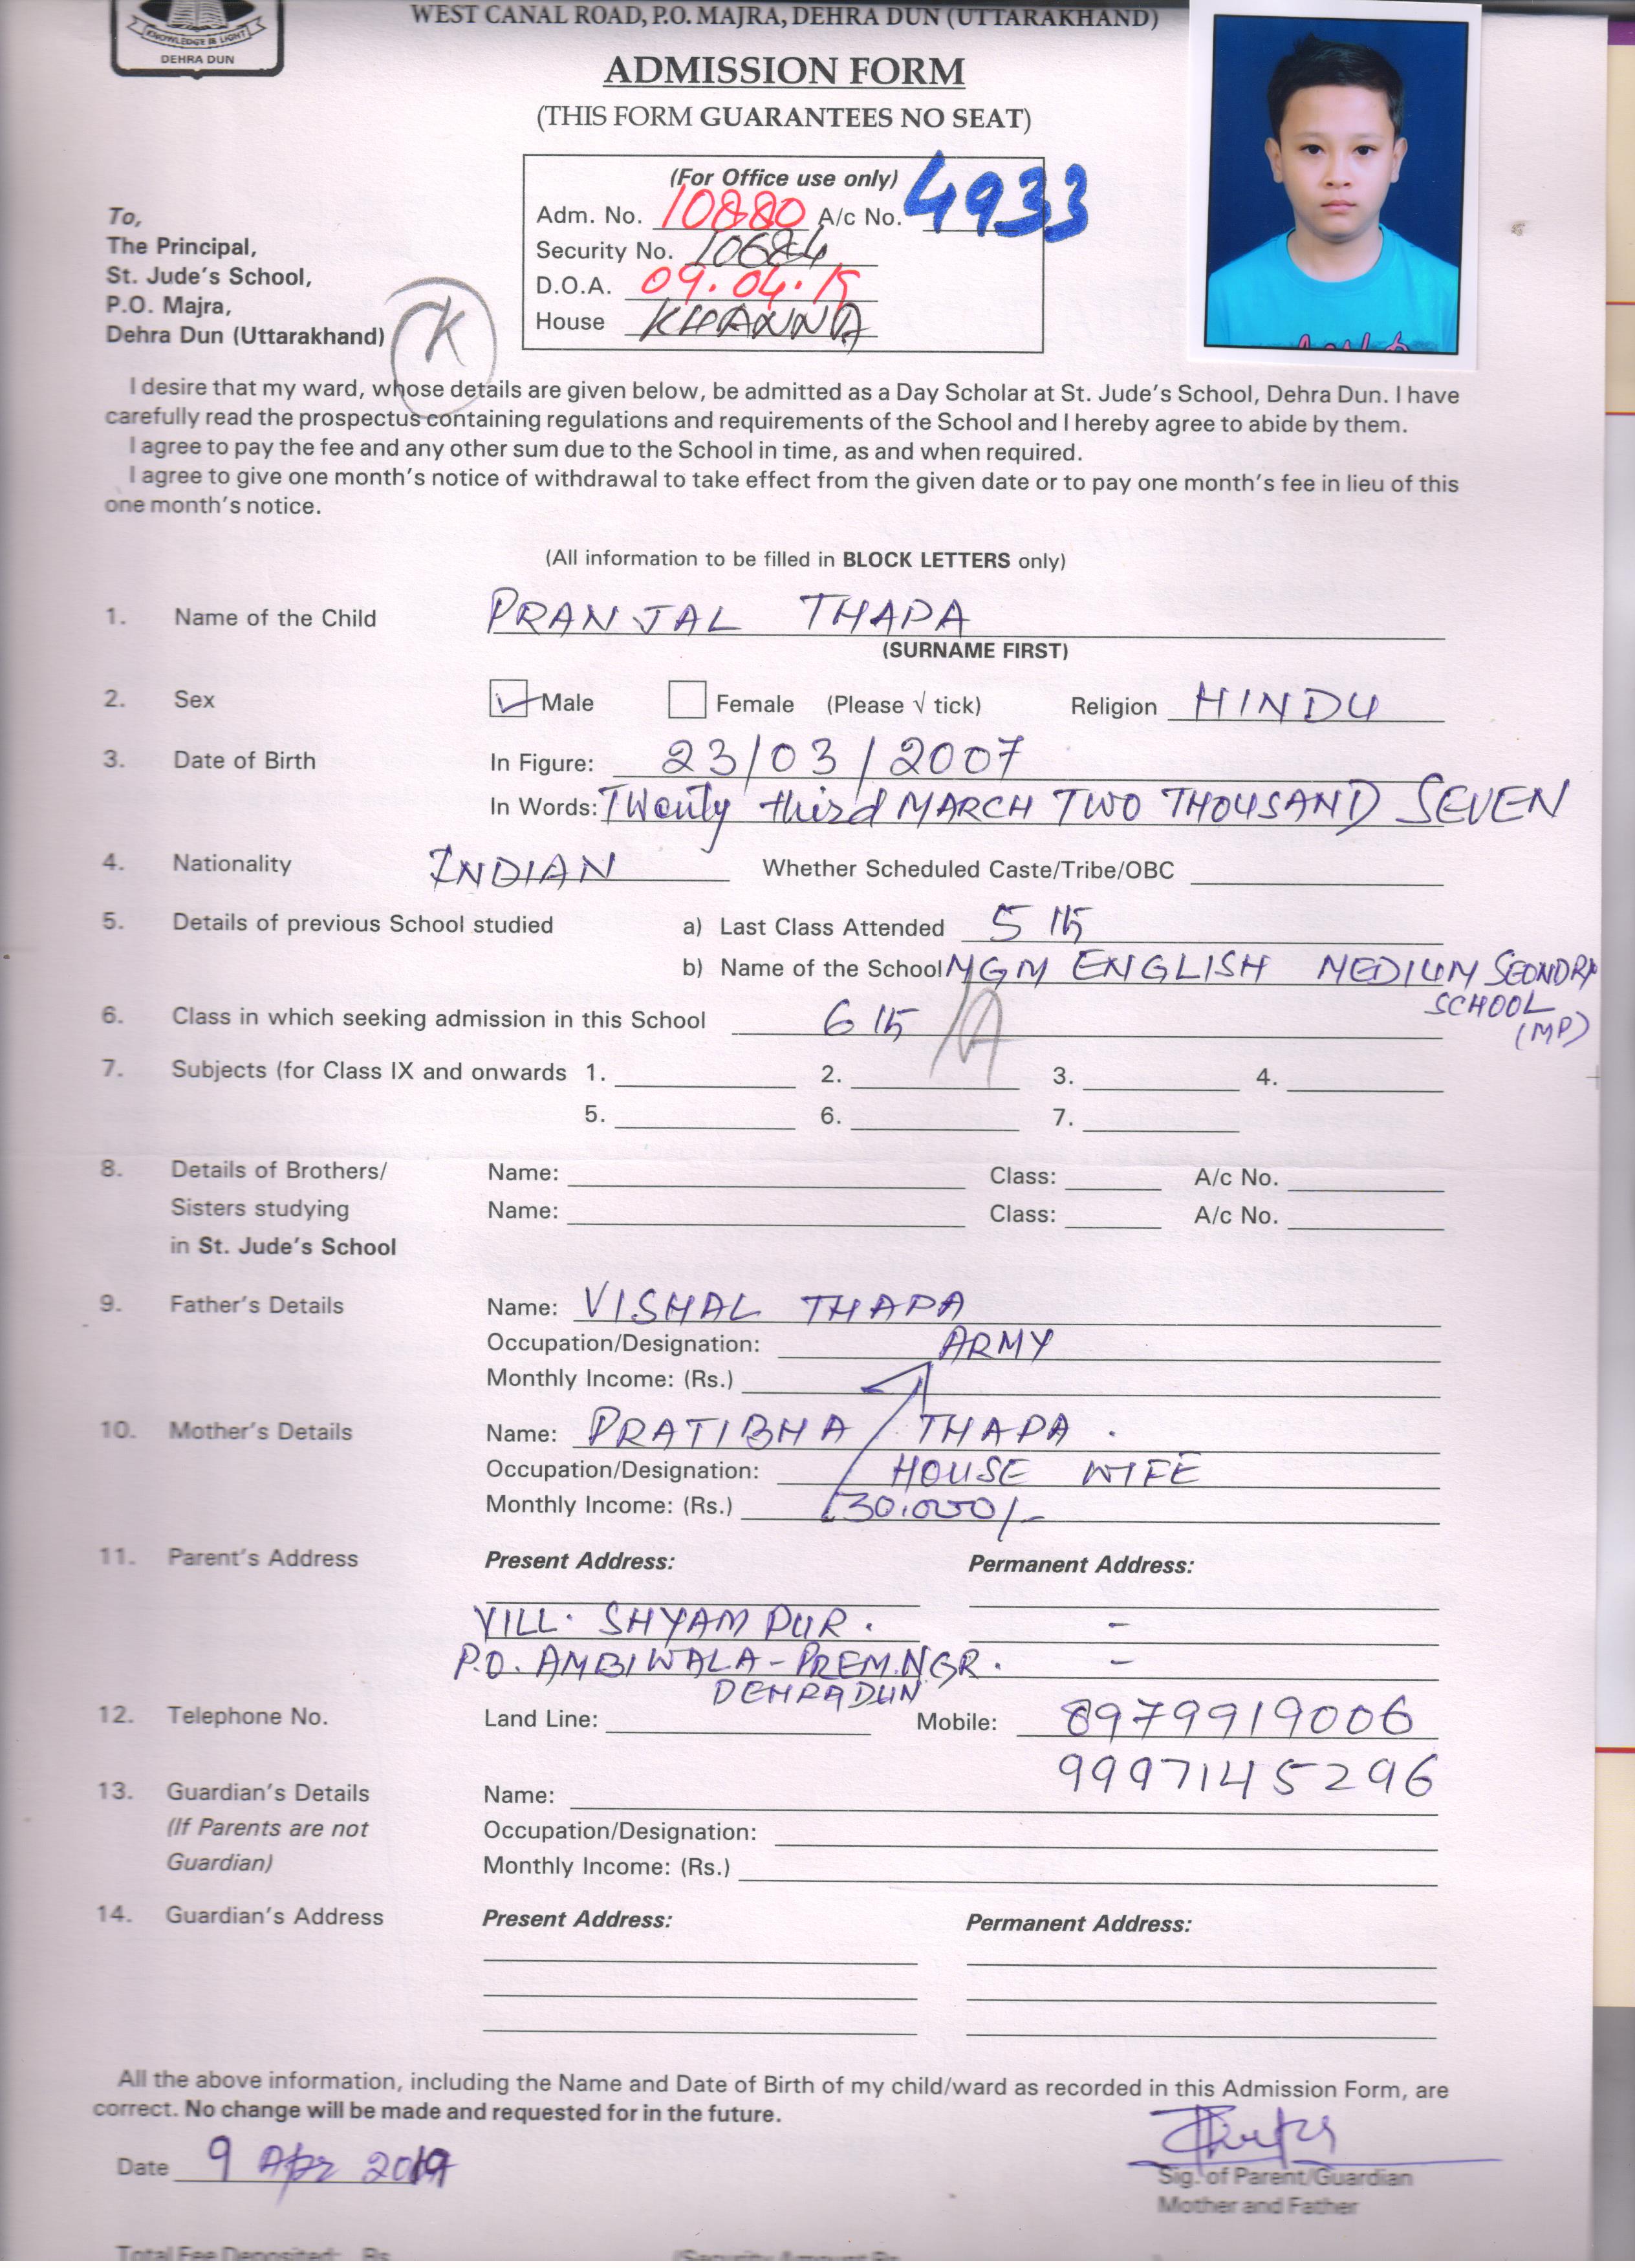 KNOWLEDGE IS LIGHT
DEHRA DUN
WEST CANAL ROAD, P.O. MAJRA, DEHRA DUN (UTTARAKHAND)
ADMISSION FORM
(THIS FORM GUARANTEES NO SEAT)
(For Office use only)
Adm. No. 10880 A/c No. 4933
Security No. 10684
D.O.A. 09.04.19
House KHANNA
To,
The Principal,
St. Jude's School,
P.O. Majra,
Dehra Dun (Uttarakhand)
K
I desire that my ward, whose details are given below, be admitted as a Day Scholar at St. Jude's School, Dehra Dun. I have
carefully read the prospectus containing regulations and requirements of the School and I hereby agree to abide by them.
I agree to pay the fee and any other sum due to the School in time, as and when required.
I agree to give one month's notice of withdrawal to take effect from the given date or to pay one month's fee in lieu of this
one month's notice.
(All information to be filled in BLOCK LETTERS only)
1. Name of the Child PRANJAL THAPA
(SURNAME FIRST)
2. Sex Male Female (Please √ tick) Religion HINDU
3. Date of Birth In Figure: 23/03/2007
In Words: TWenty third MARCH TWO THOUSAND SEVEN
4. Nationality INDIAN Whether Scheduled Caste/Tribe/OBC
5. Details of previous School studied a) Last Class Attended 5 th
b) Name of the School MGM ENGLISH MEDIUM SEONDRY
SCHOOL
(MP)
6. Class in which seeking admission in this School 6 th A
7. Subjects (for Class IX and onwards 1. 2. 3. 4.
5. 6. 7.
8. Details of Brothers/ Name: Class: A/c No.
Sisters studying Name: Class: A/c No.
in St. Jude's School
9. Father's Details Name: VISHAL THAPA
Occupation/Designation: ARMY
Monthly Income: (Rs.)
10. Mother's Details Name: PRATIBHA THAPA .
Occupation/Designation: HOUSE WIFE
Monthly Income: (Rs.) 30.000/-
11. Parent's Address Present Address: Permanent Address:
VILL. SHYAM PUR. -
P.O. AMBIWALA - PREM.NGR. -
DEHRADUN
12. Telephone No. Land Line: Mobile: 8979919006
9997145296
13. Guardian's Details Name:
(If Parents are not Occupation/Designation:
Guardian) Monthly Income: (Rs.)
14. Guardian's Address Present Address: Permanent Address:
All the above information, including the Name and Date of Birth of my child/ward as recorded in this Admission Form, are
correct. No change will be made and requested for in the future.
Date 9 Apr 2019
Sig. of Parent/Guardian
Mother and Father
Total Fee Deposited: Rs.